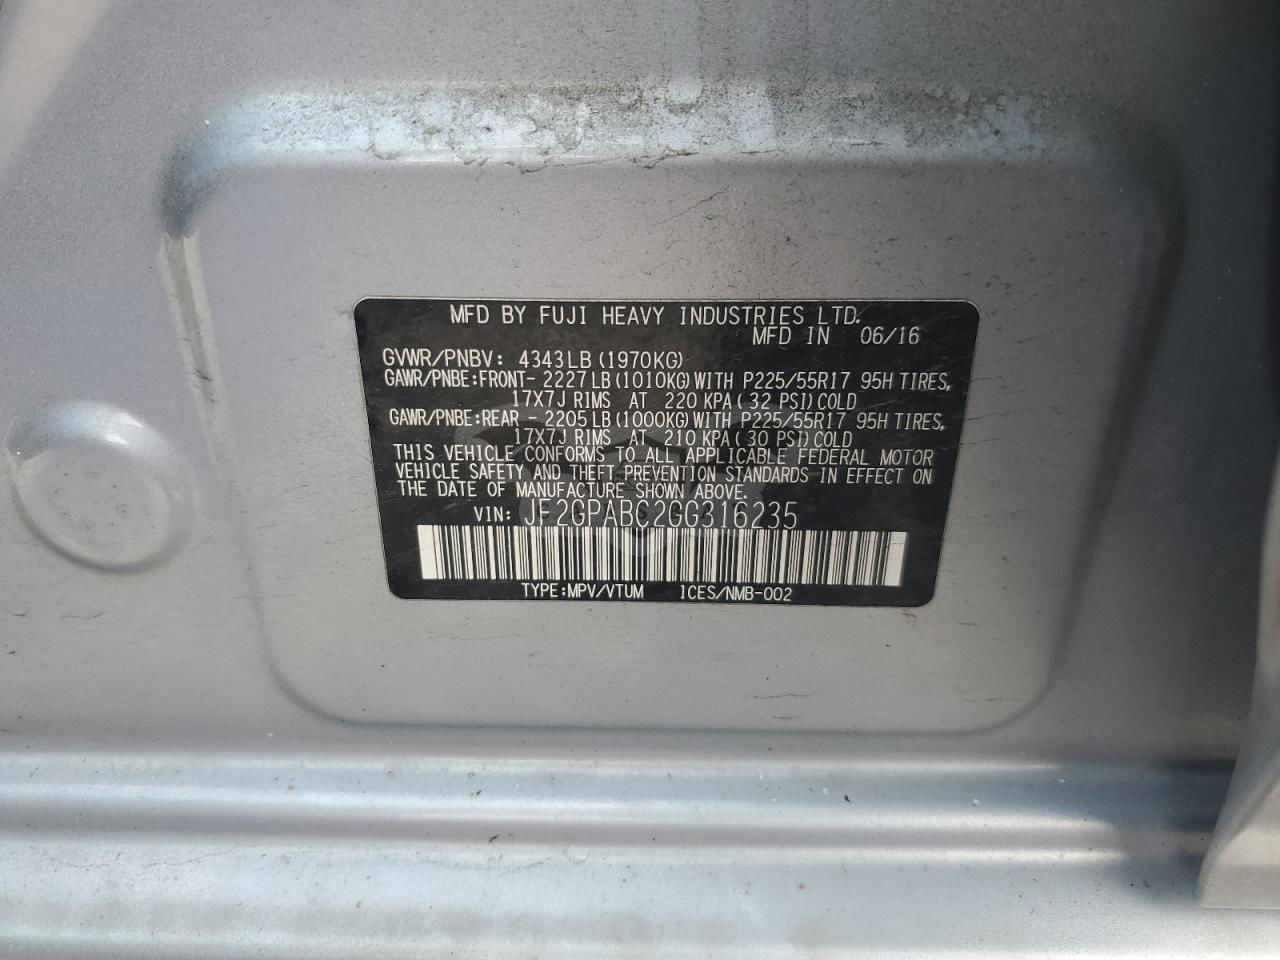 MFD BY FUJI HEAVY INDUSTRIES LTD.
MFD IN 06/16
GVWR/PNBV: 4343LB (1970KG)
GAWR/PNBE:FRONT- 2227 LB (1010KG) WITH P225/55R17 95H TIRES,
17X7J RIMS AT 220 KPA ( 32 PSI) COLD
GAWR/PNBE:REAR - 2205 LB (1000KG) WITH P225/55R17 95H TIRES,
17X7J RIMS AT 210 KPA ( 30 PSI) COLD
THIS VEHICLE CONFORMS TO ALL APPLICABLE FEDERAL MOTOR
VEHICLE SAFETY AND THEFT PREVENTION STANDARDS IN EFFECT ON
THE DATE OF MANUFACTURE SHOWN ABOVE.
VIN: JF2GPABC2GG316235
TYPE:MPV/VTUM ICES/NMB-002